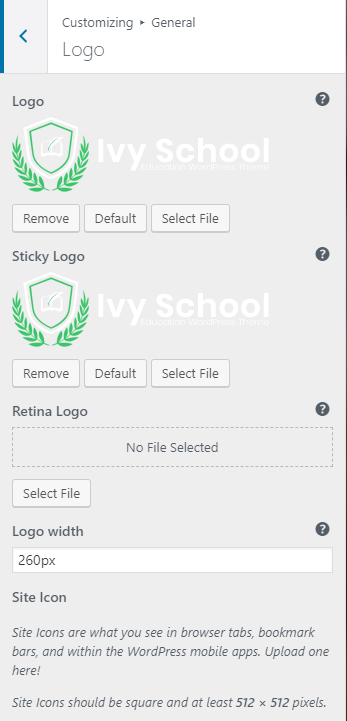 Customizing ▸ General
Logo
Logo
Ivy School
Education WordPress Theme
Remove Default Select File
Sticky Logo
Ivy School
Education WordPress Theme
Remove Default Select File
Retina Logo
No File Selected
Select File
Logo width
260px
Site Icon
Site Icons are what you see in browser tabs, bookmark
bars, and within the WordPress mobile apps. Upload one
here!
Site Icons should be square and at least 512 × 512 pixels.